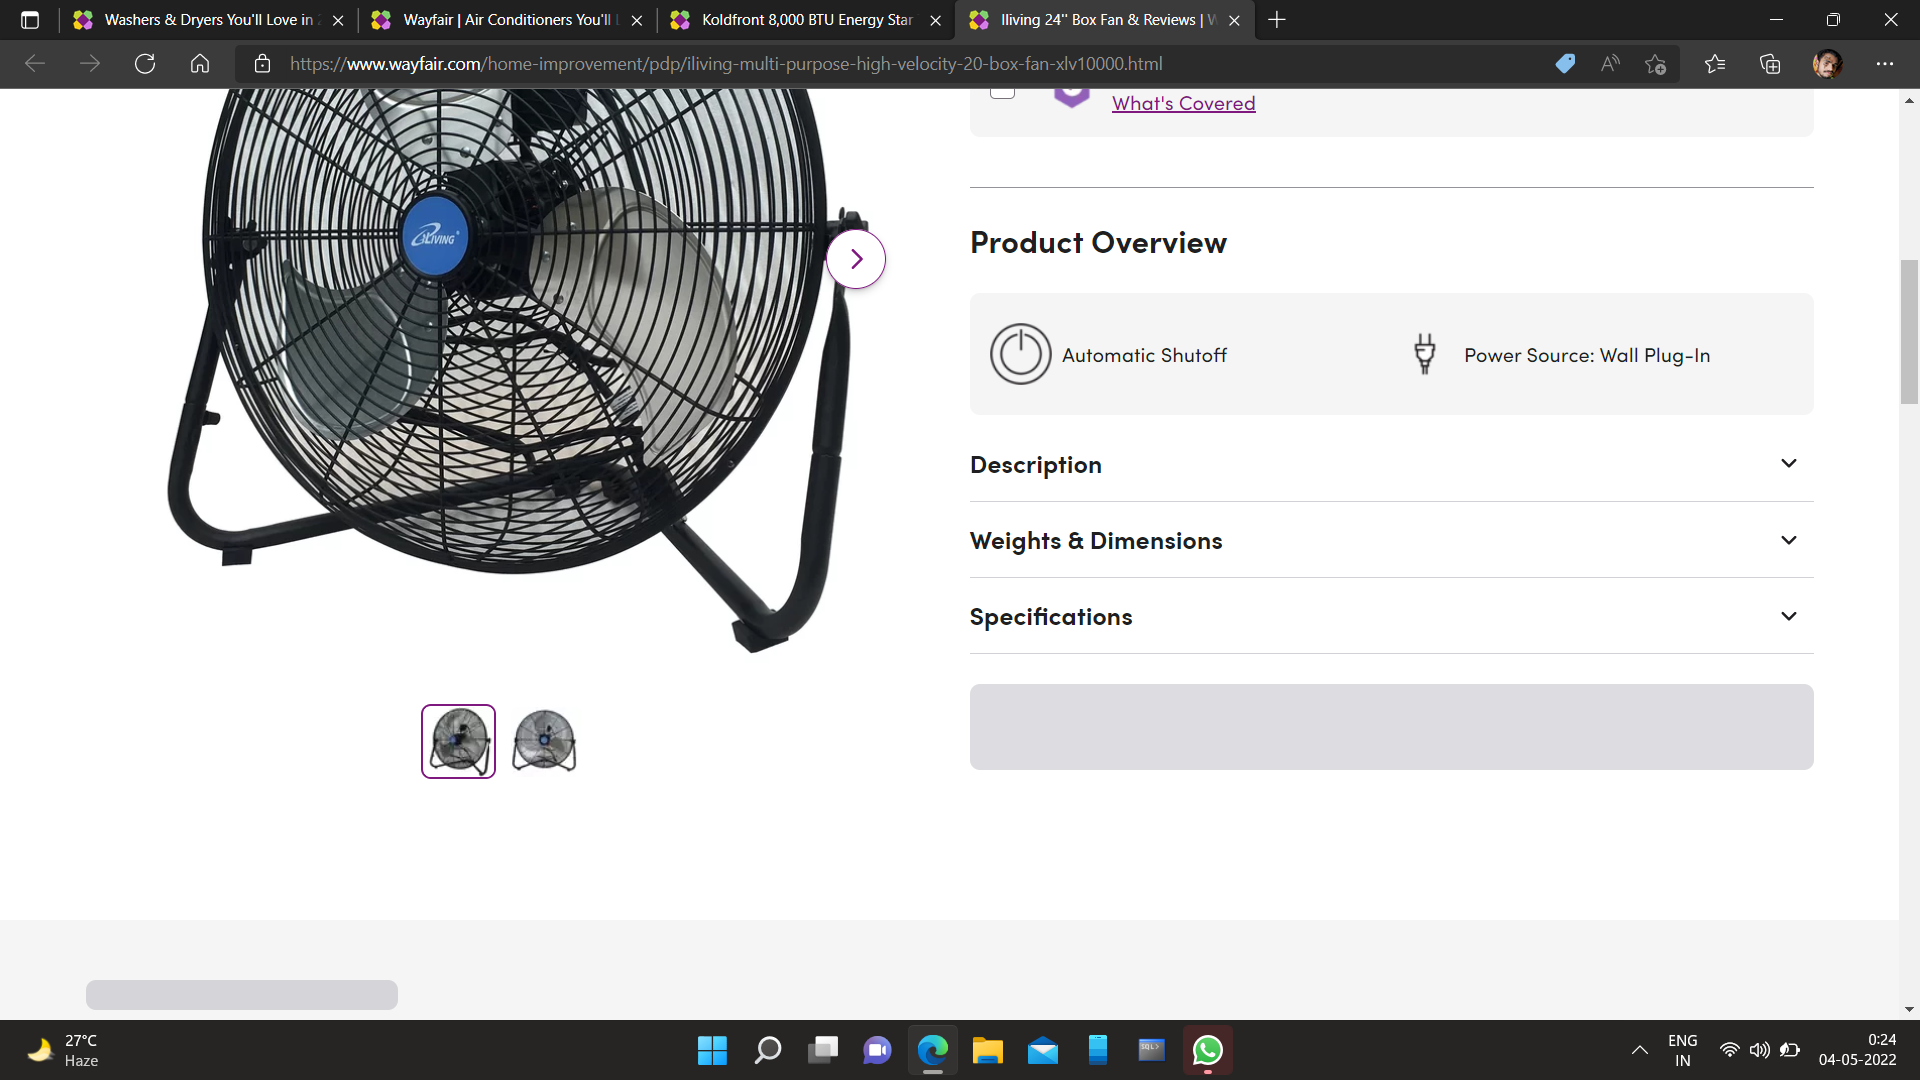 Washers & Dryers You'll Love in
Wayfair | Air Conditioners You'll
Koldfront 8,000 BTU Energy Star
Iliving 24'' Box Fan & Reviews |
https://www.wayfair.com/home-improvement/pdp/iliving-multi-purpose-high-velocity-20-box-fan-xlv10000.html
What's Covered
iLIVING
Product Overview
Automatic Shutoff
Power Source: Wall Plug-In
Description
Weights & Dimensions
Specifications
27°C
Haze
SQL>
ENG
IN
0:24
04-05-2022